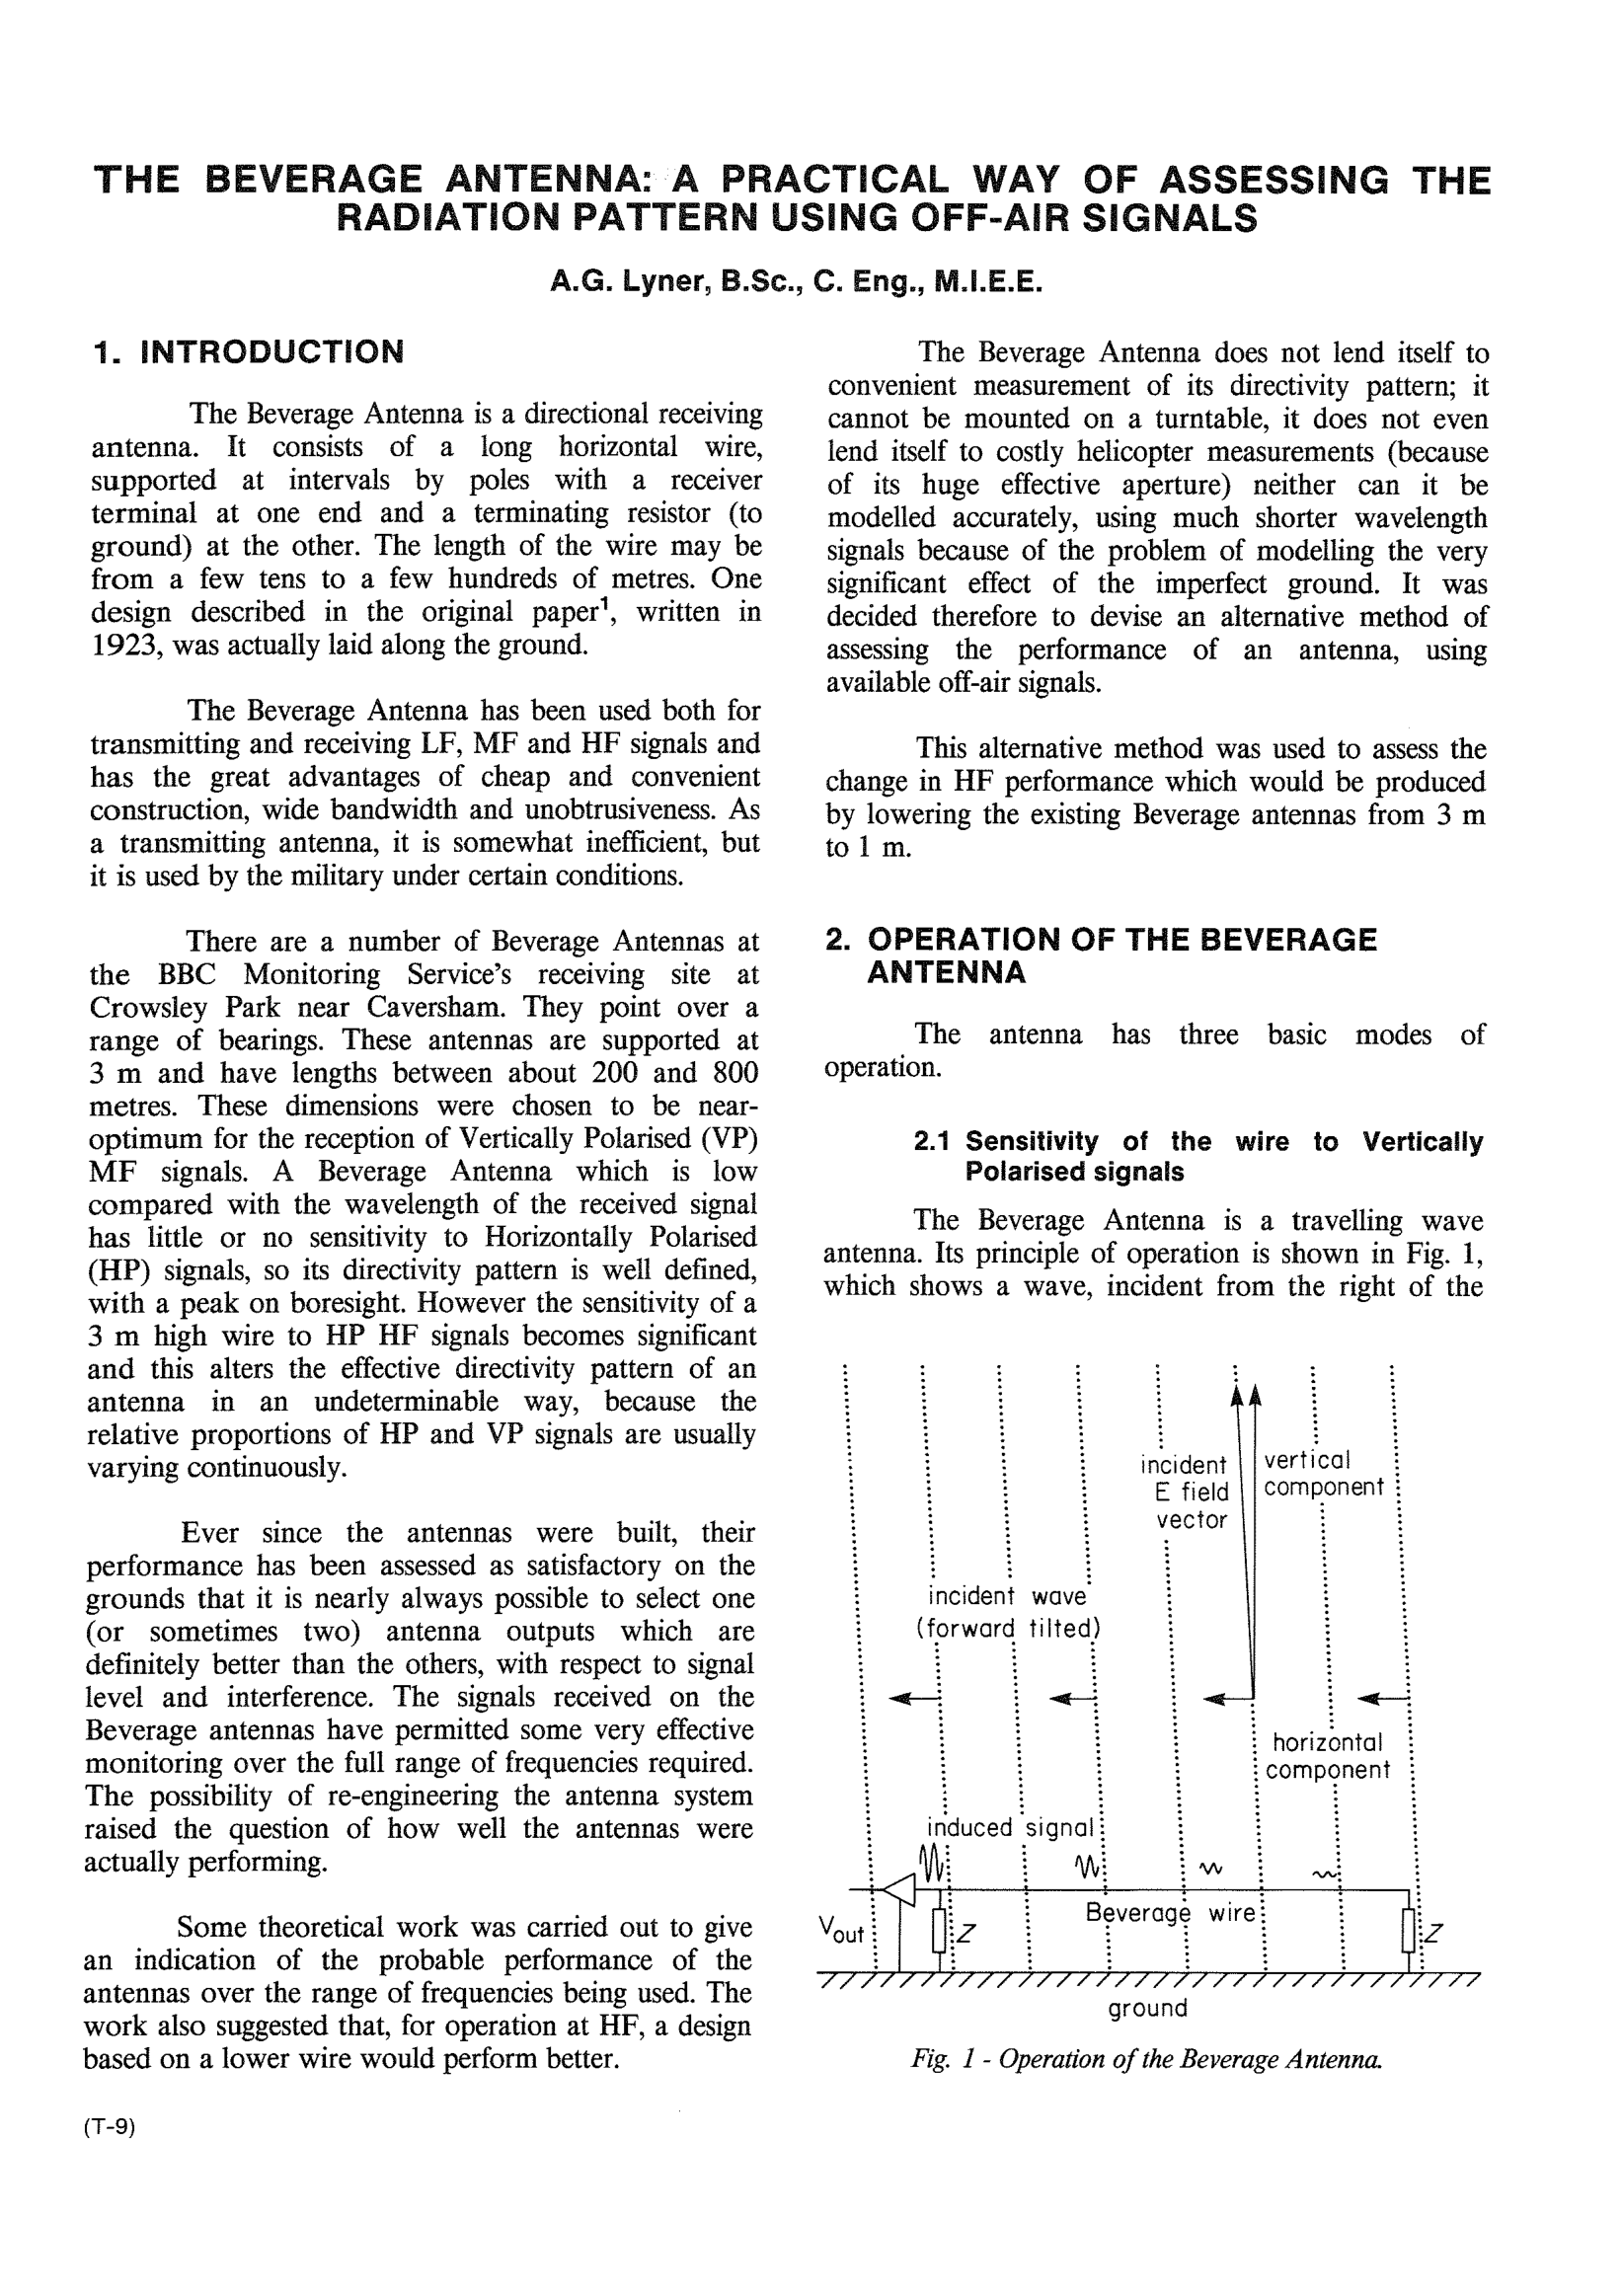 THE BEVERAGE ANTENNA: A PRACTICAL WAY OF ASSESSING THE
RADIATION PATTERN USING OFF-AIR SIGNALS
A.G. Lyner, B.Sc., C. Eng., M.I.E.E.
1. INTRODUCTION
The Beverage Antenna is a directional receiving
antenna. It consists of a long horizontal wire,
supported at intervals by poles with a receiver
terminal at one end and a terminating resistor (to
ground) at the other. The length of the wire may be
from a few tens to a few hundreds of metres. One
design described in the original paper¹, written in
1923, was actually laid along the ground.
The Beverage Antenna has been used both for
transmitting and receiving LF, MF and HF signals and
has the great advantages of cheap and convenient
construction, wide bandwidth and unobtrusiveness. As
a transmitting antenna, it is somewhat inefficient, but
it is used by the military under certain conditions.
There are a number of Beverage Antennas at
the BBC Monitoring Service's receiving site at
Crowsley Park near Caversham. They point over a
range of bearings. These antennas are supported at
3 m and have lengths between about 200 and 800
metres. These dimensions were chosen to be near-
optimum for the reception of Vertically Polarised (VP)
MF signals. A Beverage Antenna which is low
compared with the wavelength of the received signal
has little or no sensitivity to Horizontally Polarised
(HP) signals, so its directivity pattern is well defined,
with a peak on boresight. However the sensitivity of a
3 m high wire to HP HF signals becomes significant
and this alters the effective directivity pattern of an
antenna in an undeterminable way, because the
relative proportions of HP and VP signals are usually
varying continuously.
Ever since the antennas were built, their
performance has been assessed as satisfactory on the
grounds that it is nearly always possible to select one
(or sometimes two) antenna outputs which are
definitely better than the others, with respect to signal
level and interference. The signals received on the
Beverage antennas have permitted some very effective
monitoring over the full range of frequencies required.
The possibility of re-engineering the antenna system
raised the question of how well the antennas were
actually performing.
Some theoretical work was carried out to give
an indication of the probable performance of the
antennas over the range of frequencies being used. The
work also suggested that, for operation at HF, a design
based on a lower wire would perform better.
The Beverage Antenna does not lend itself to
convenient measurement of its directivity pattern; it
cannot be mounted on a turntable, it does not even
lend itself to costly helicopter measurements (because
of its huge effective aperture) neither can it be
modelled accurately, using much shorter wavelength
signals because of the problem of modelling the very
significant effect of the imperfect ground. It was
decided therefore to devise an alternative method of
assessing the performance of an antenna, using
available off-air signals.
This alternative method was used to assess the
change in HF performance which would be produced
by lowering the existing Beverage antennas from 3 m
to 1 m.
2. OPERATION OF THE BEVERAGE
ANTENNA
The antenna has three basic modes of
operation.
2.1 Sensitivity of the wire to Vertically
Polarised signals
The Beverage Antenna is a travelling wave
antenna. Its principle of operation is shown in Fig. 1,
which shows a wave, incident from the right of the
incident
E field
vector
vertical
component
incident wave
(forward tilted)
horizontal
component
induced signal
Beverage wire
Vout
Z
Z
ground
Fig. 1 - Operation of the Beverage Antenna.
(T-9)